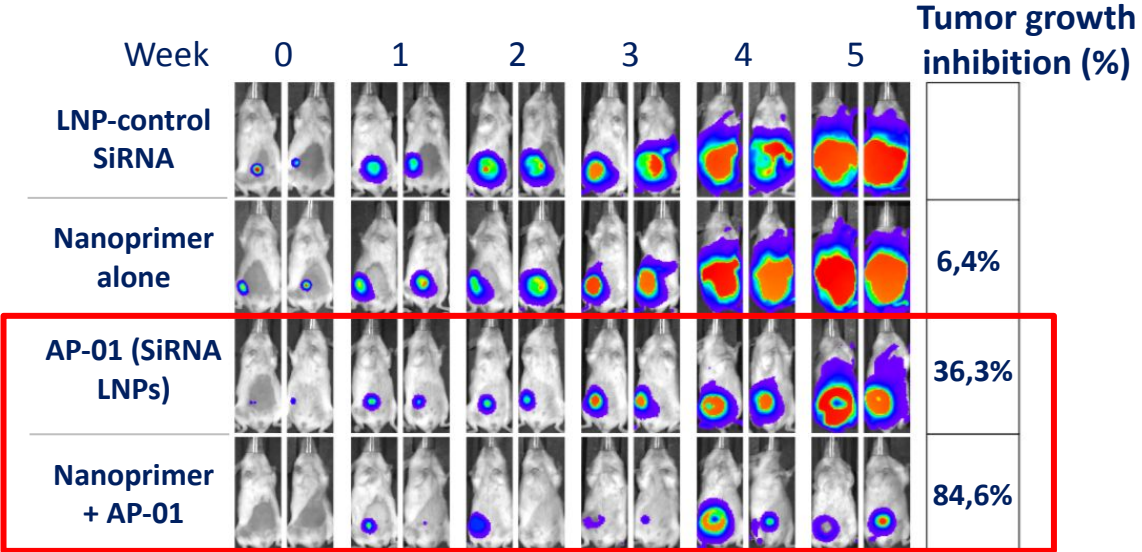 Tumor growth
inhibition (%)
Week 0 1 2 3 4 5
LNP-control
SiRNA
Nanoprimer
alone
6,4%
AP-01 (SiRNA
LNPs)
36,3%
Nanoprimer
+ AP-01
84,6%